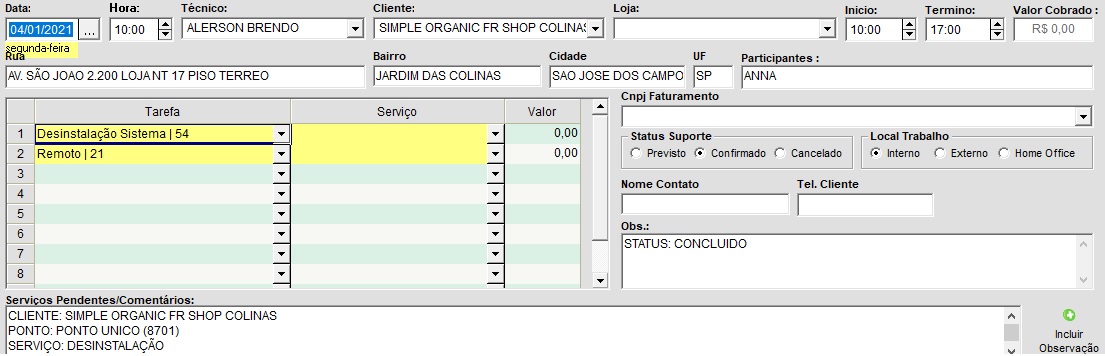 Data: Hora: Técnico: Cliente: Loja: Inicio: Termino: Valor Cobrado :
04/01/2021 ... 10:00 ALERSON BRENDO SIMPLE ORGANIC FR SHOP COLINAS 10:00 17:00 R$ 0,00
segunda-feira
Rua Bairro Cidade UF Participantes :
AV. SÃO JOAO 2.200 LOJA NT 17 PISO TERREO JARDIM DAS COLINAS SAO JOSE DOS CAMPO SP ANNA
Cnpj Faturamento
Tarefa Serviço Valor
1 Desinstalação Sistema | 54 0,00
2 Remoto | 21 0,00
3
4
5
6
7
8
Status Suporte
Previsto Confirmado Cancelado
Local Trabalho
Interno Externo Home Office
Nome Contato Tel. Cliente
Obs.:
STATUS: CONCLUIDO
Serviços Pendentes/Comentários:
CLIENTE: SIMPLE ORGANIC FR SHOP COLINAS
PONTO: PONTO UNICO (8701)
SERVIÇO: DESINSTALAÇÃO
Incluir
Observação